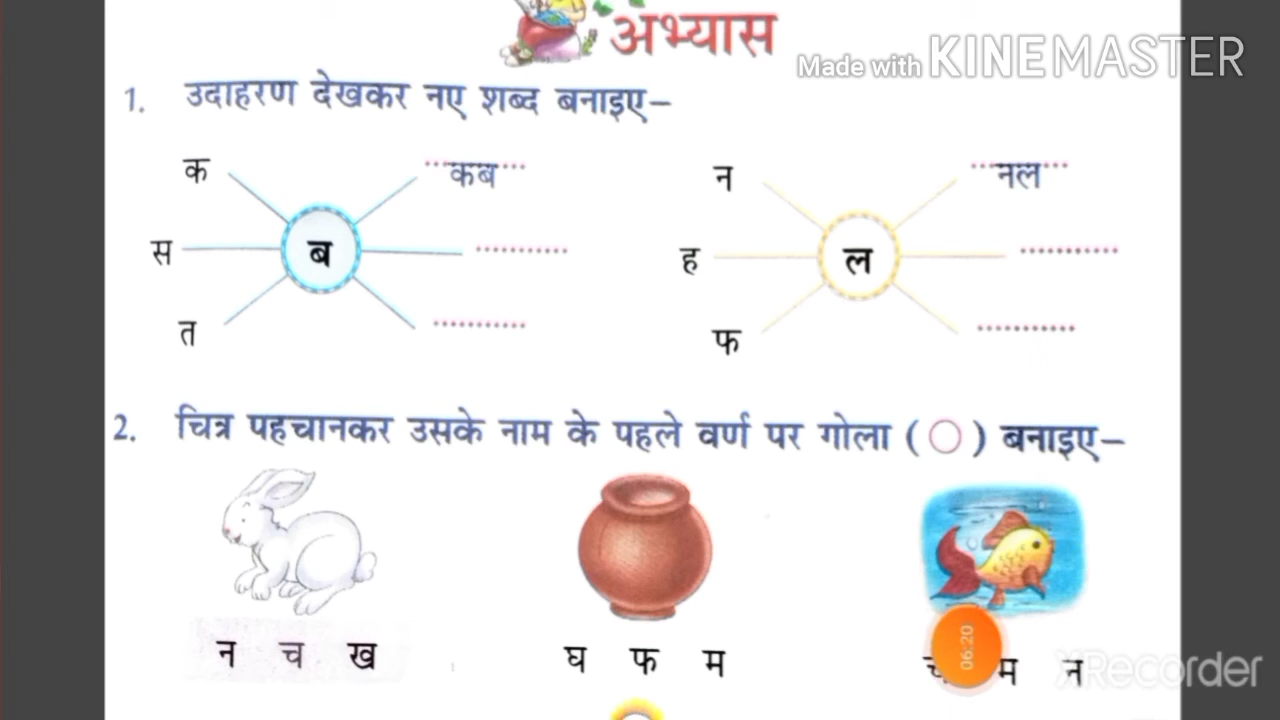 अभ्यास
Made with KINEMASTER
1. उदाहरण देखकर नए शब्द बनाइए–
क कब न नल
स ब ह ल
त फ
2. चित्र पहचानकर उसके नाम के पहले वर्ण पर गोला ( ) बनाइए–
न च ख घ फ म म न
06:20
XRecorder